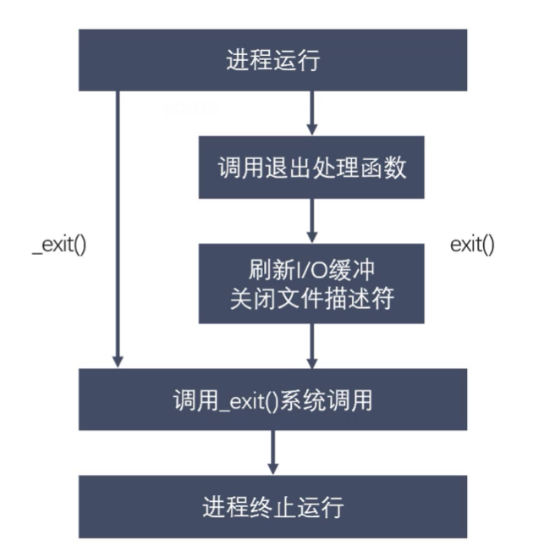 进程运行
调用退出处理函数
_exit()
exit()
刷新I/O缓冲
关闭文件描述符
调用_exit()系统调用
进程终止运行